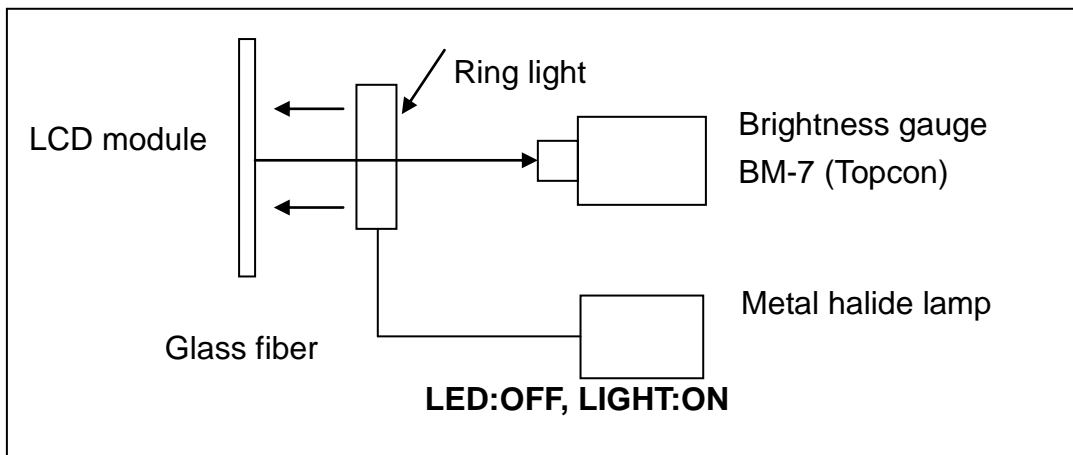 Ring light
LCD module
Brightness gauge
BM-7 (Topcon)
Metal halide lamp
Glass fiber
LED:OFF, LIGHT:ON